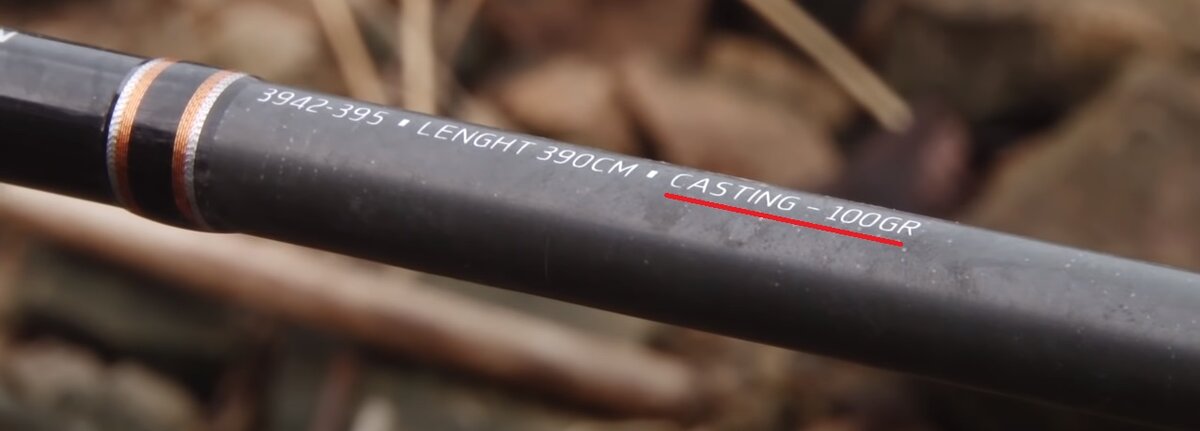 3942-395 ▪ LENGHT 390CM ▪ CASTING - 100GR